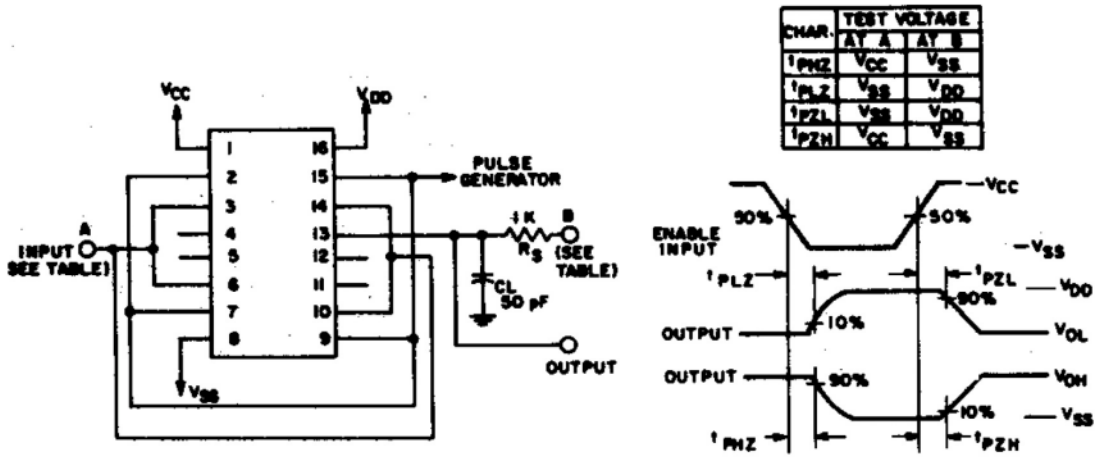 TEST VOLTAGE
CHAR. AT A AT B
tPHZ VCC VSS
tPLZ VSS VDD
tPZL VSS VDD
tPZH VCC VSS
VCC VDD
1 16
2 15 PULSE GENERATOR
3 14
4 13
5 12
6 11
7 10
8 9
A
INPUT
SEE TABLE)
1K
RS
B
(SEE
TABLE)
CL
50 pF
OUTPUT
VSS
VCC
90% 50%
ENABLE
INPUT
VSS
tPLZ tPZL
VDD
10% 90%
OUTPUT VOL
OUTPUT VOH
90%
10% VSS
tPHZ tPZH